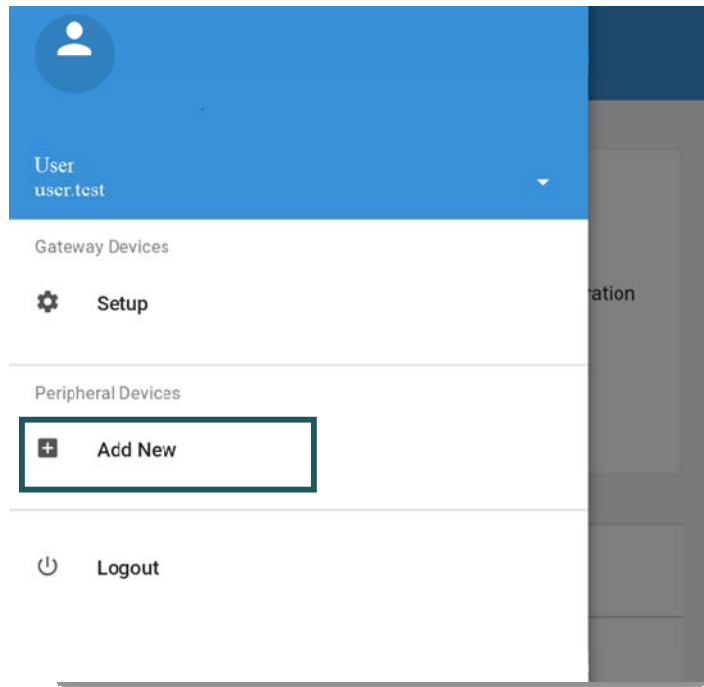 User
user.test
Gateway Devices
Setup
ration
Peripheral Devices
Add New
Logout